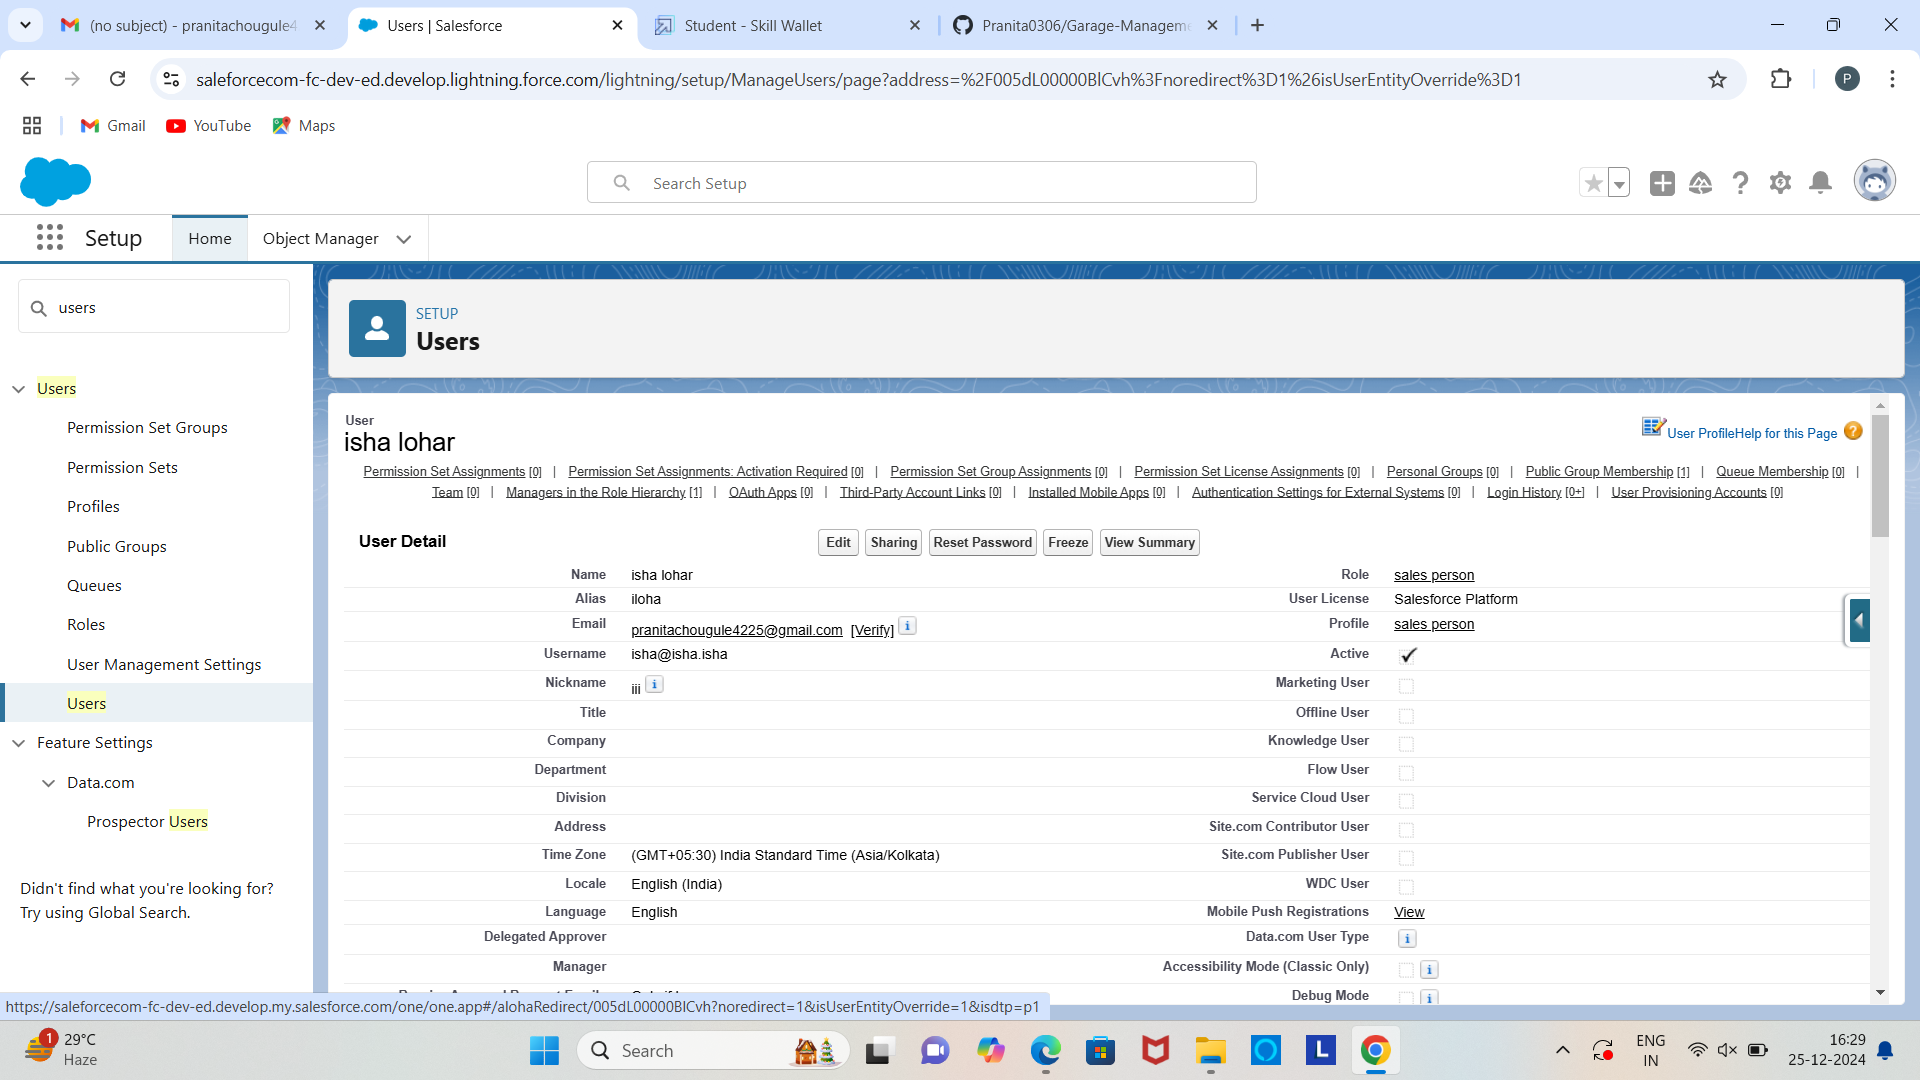 (no subject) - pranitachougule4
Users | Salesforce
Student - Skill Wallet
Pranita0306/Garage-Manageme
saleforcecom-fc-dev-ed.develop.lightning.force.com/lightning/setup/ManageUsers/page?address=%2F005dL00000BlCvh%3Fnoredirect%3D1%26isUserEntityOverride%3D1
P
Gmail
YouTube
Maps
Search Setup
Setup
Home
Object Manager
users
Users
Permission Set Groups
Permission Sets
Profiles
Public Groups
Queues
Roles
User Management Settings
Users
Feature Settings
Data.com
Prospector Users
Didn't find what you're looking for?
Try using Global Search.
SETUP
Users
User
isha lohar
User Profile Help for this Page ?
Permission Set Assignments [0] | Permission Set Assignments: Activation Required [0] | Permission Set Group Assignments [0] | Permission Set License Assignments [0] | Personal Groups [0] | Public Group Membership [1] | Queue Membership [0] |
Team [0] | Managers in the Role Hierarchy [1] | OAuth Apps [0] | Third-Party Account Links [0] | Installed Mobile Apps [0] | Authentication Settings for External Systems [0] | Login History [0+] | User Provisioning Accounts [0]
User Detail
Edit Sharing Reset Password Freeze View Summary
Name isha lohar Role sales person
Alias iloha User License Salesforce Platform
Email pranitachougule4225@gmail.com [Verify] i Profile sales person
Username isha@isha.isha Active
Nickname iii i Marketing User
Title Offline User
Company Knowledge User
Department Flow User
Division Service Cloud User
Address Site.com Contributor User
Time Zone (GMT+05:30) India Standard Time (Asia/Kolkata) Site.com Publisher User
Locale English (India) WDC User
Language English Mobile Push Registrations View
Delegated Approver Data.com User Type i
Manager Accessibility Mode (Classic Only) i
Debug Mode i
https://saleforcecom-fc-dev-ed.develop.my.salesforce.com/one/one.app#/alohaRedirect/005dL00000BlCvh?noredirect=1&isUserEntityOverride=1&isdtp=p1
1
29°C
Haze
Search
L
ENG
IN
16:29
25-12-2024